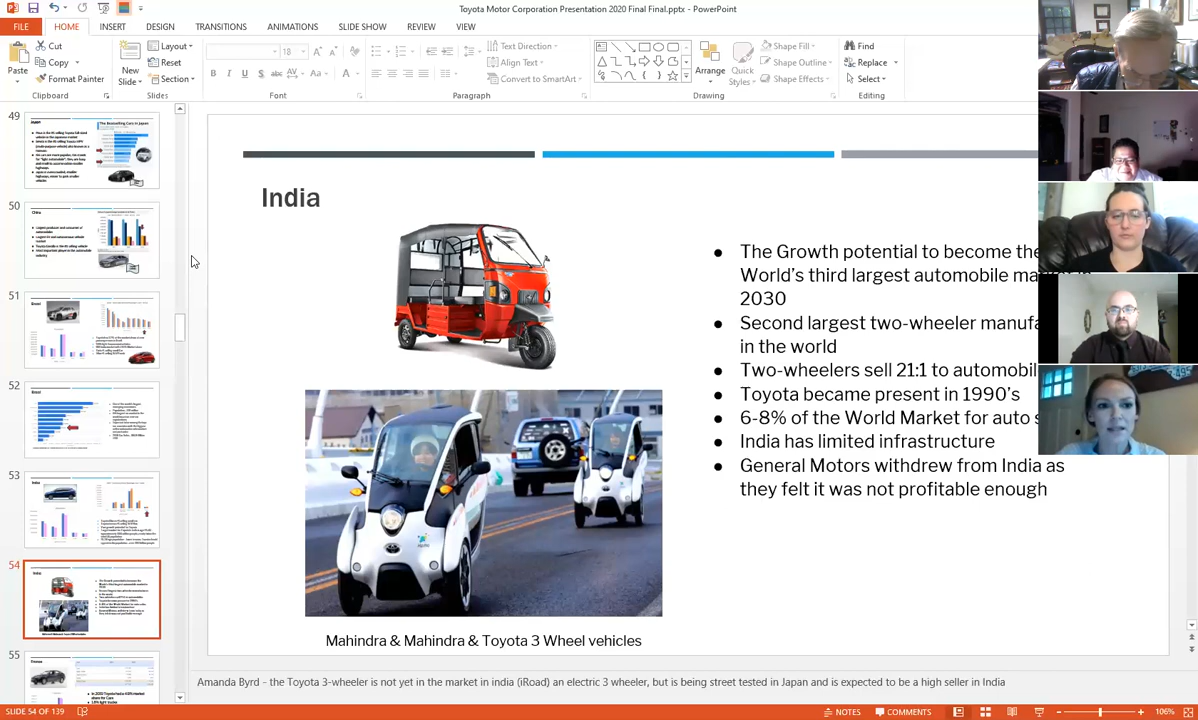 Toyota Motor Corporation Presentation 2020 Final Final.pptx - PowerPoint
FILE HOME INSERT DESIGN TRANSITIONS ANIMATIONS SLIDE SHOW REVIEW VIEW
Paste
Cut
Copy
Format Painter
Clipboard
New Slide
Layout
Reset
Section
Slides
18
Font
Text Direction
Align Text
Convert to SmartArt
Paragraph
Arrange
Quick Styles
Shape Fill
Shape Outline
Shape Effects
Drawing
Find
Replace
Select
Editing
49
Japan
50
China
51
Brazil
52
Brazil
53
India
54
India
55
India
The Growth potential to become the
World's third largest automobile
2030
Second largest two-wheeler
in the world
Two-wheelers sell 21:1 to
Toyota became present in 1990's
6-8% of the World Market for auto
India has limited infrastructure
General Motors withdrew from India as
they felt it was not profitable enough
Mahindra & Mahindra & Toyota 3 Wheel vehicles
Amanda Byrd - the Toyota 3-wheeler is not yet in the market in india (iRoad) an electric 3 wheeler, but is being street tested in Japan and is expected to be a high seller in India
SLIDE 54 OF 139
NOTES COMMENTS 106%